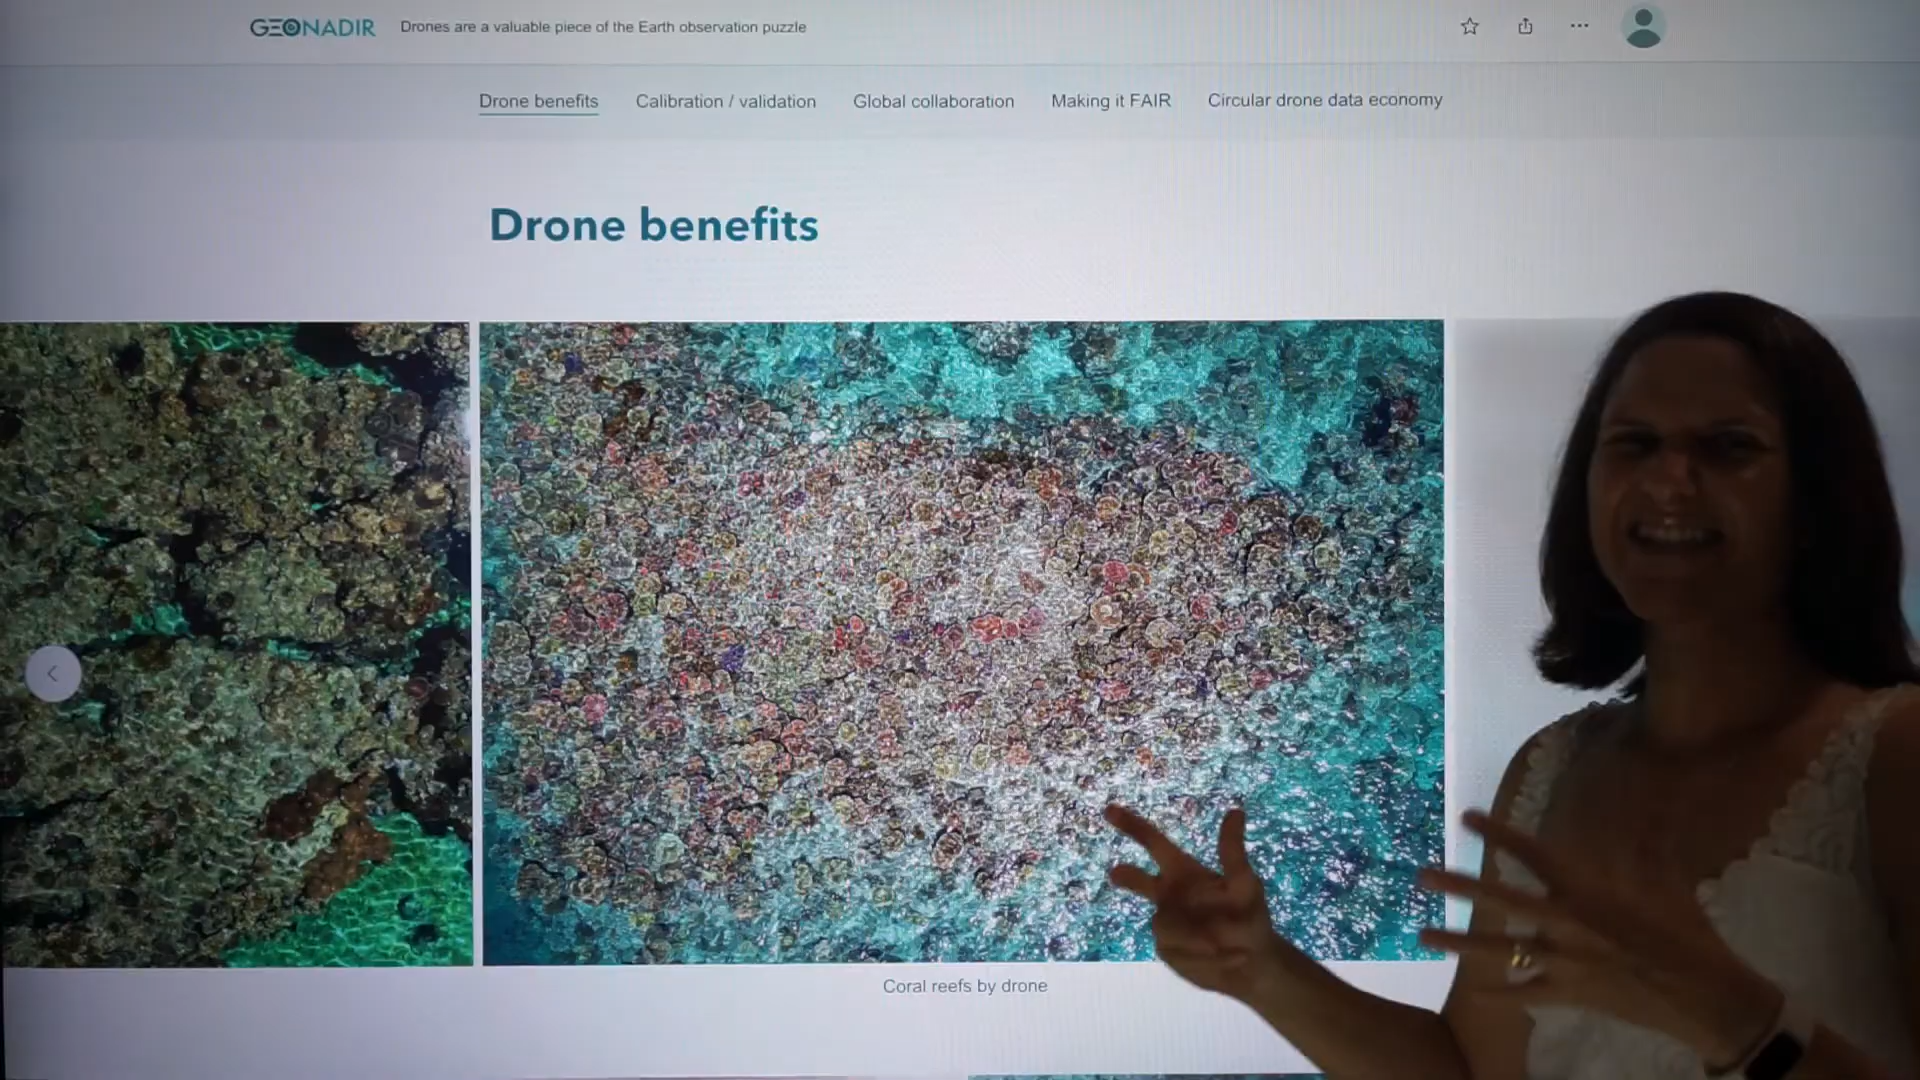 GEONADIR Drones are a valuable piece of the Earth observation puzzle
Drone benefits Calibration / validation Global collaboration Making it FAIR Circular drone data economy
Drone benefits
Coral reefs by drone